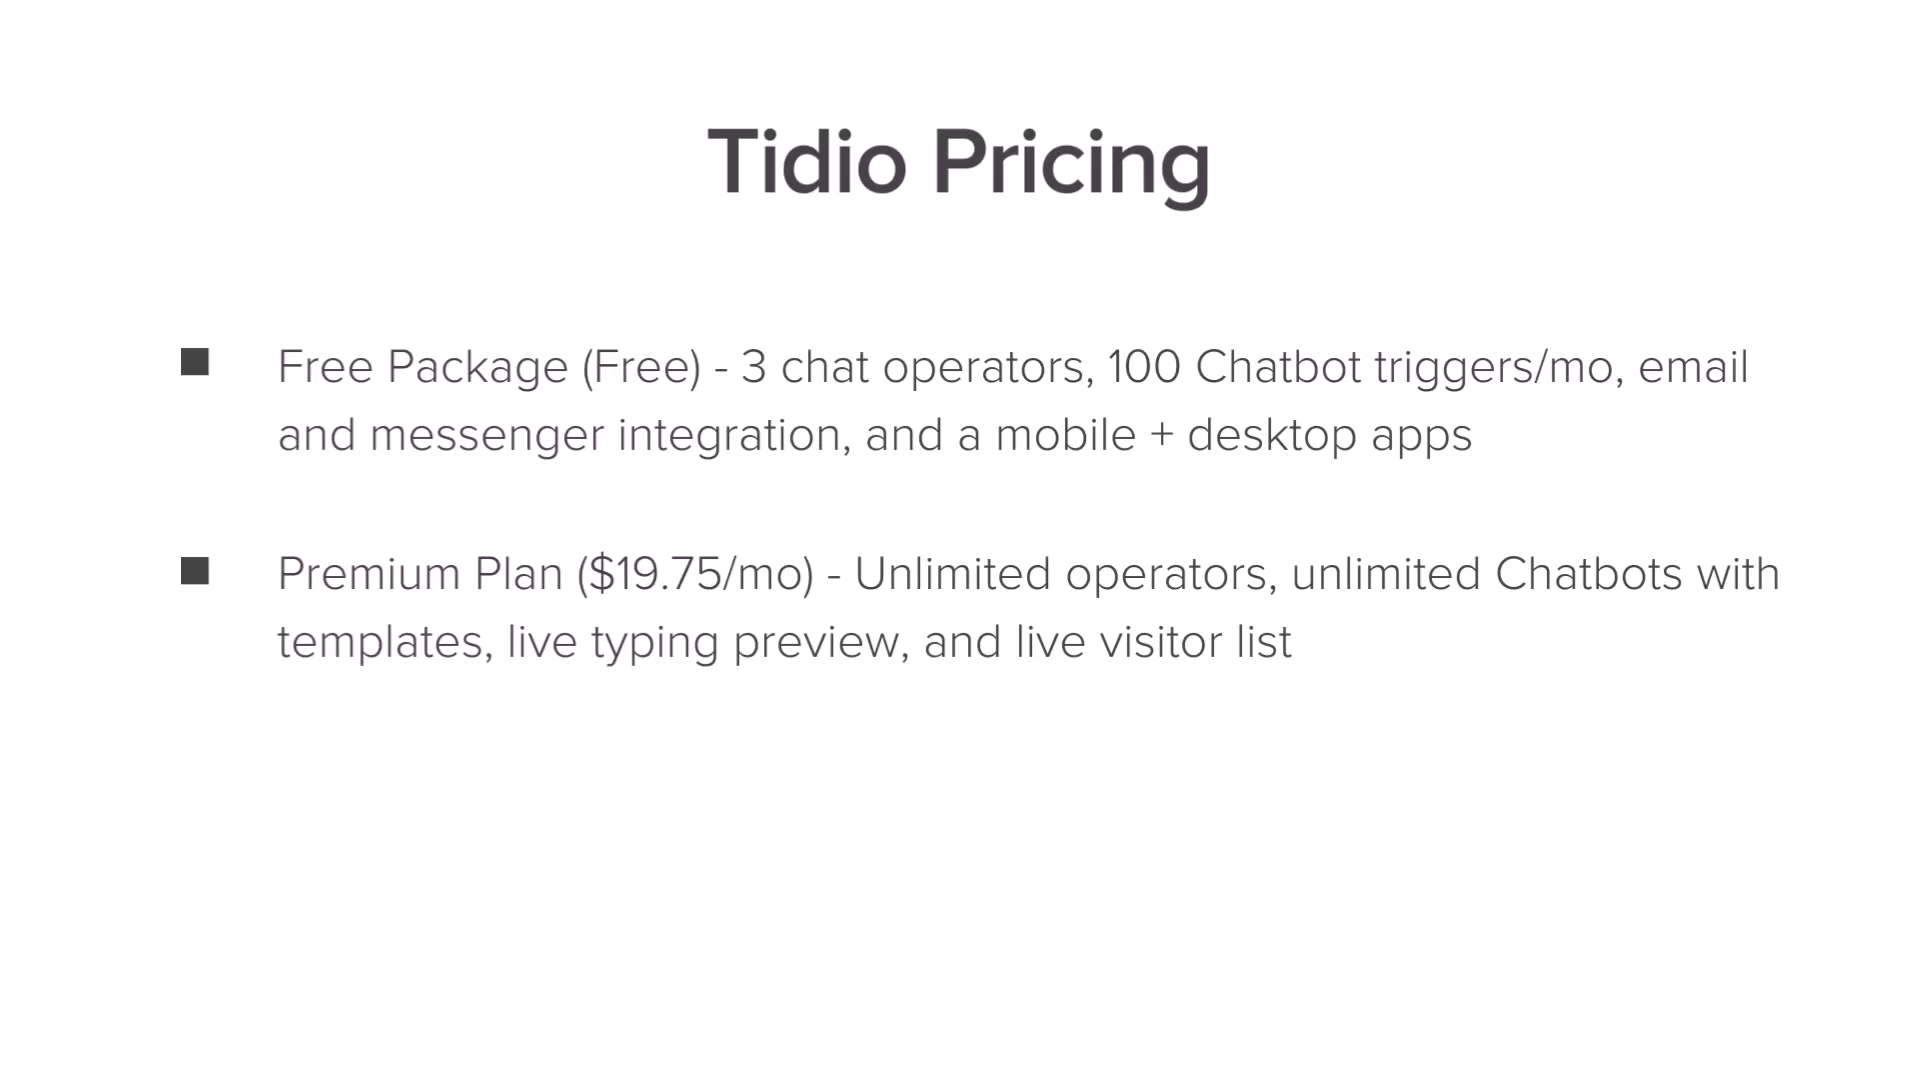 Tidio Pricing
Free Package (Free) - 3 chat operators, 100 Chatbot triggers/mo, email
and messenger integration, and a mobile + desktop apps
Premium Plan ($19.75/mo) - Unlimited operators, unlimited Chatbots with
templates, live typing preview, and live visitor list